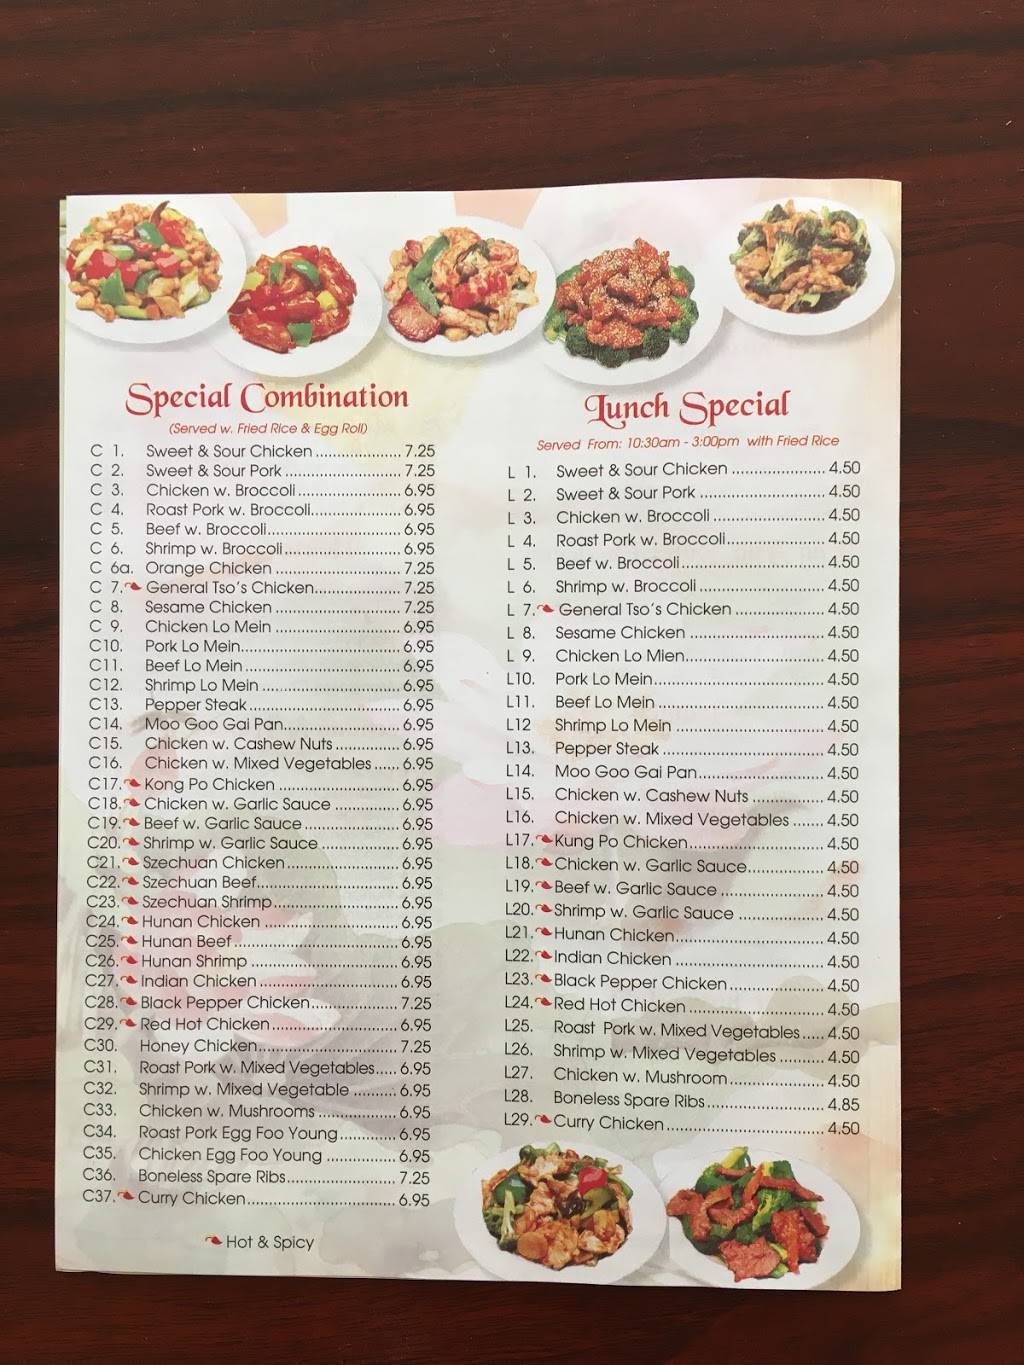 Special Combination
(Served w. Fried Rice & Egg Roll)
C 1. Sweet & Sour Chicken .................... 7.25
C 2. Sweet & Sour Pork ........................... 7.25
C 3. Chicken w. Broccoli ........................ 6.95
C 4. Roast Pork w. Broccoli..................... 6.95
C 5. Beef w. Broccoli................................ 6.95
C 6. Shrimp w. Broccoli ........................... 6.95
C 6a. Orange Chicken ............................. 7.25
C 7. General Tso's Chicken.................... 7.25
C 8. Sesame Chicken ............................. 7.25
C 9. Chicken Lo Mein ............................. 6.95
C10. Pork Lo Mein..................................... 6.95
C11. Beef Lo Mein .................................... 6.95
C12. Shrimp Lo Mein ................................ 6.95
C13. Pepper Steak ................................... 6.95
C14. Moo Goo Gai Pan........................... 6.95
C15. Chicken w. Cashew Nuts ............... 6.95
C16. Chicken w. Mixed Vegetables ...... 6.95
C17. Kong Po Chicken ............................ 6.95
C18. Chicken w. Garlic Sauce ............... 6.95
C19. Beef w. Garlic Sauce ...................... 6.95
C20. Shrimp w. Garlic Sauce .................. 6.95
C21. Szechuan Chicken .......................... 6.95
C22. Szechuan Beef................................. 6.95
C23. Szechuan Shrimp............................. 6.95
C24. Hunan Chicken ............................... 6.95
C25. Hunan Beef ...................................... 6.95
C26. Hunan Shrimp .................................. 6.95
C27. Indian Chicken ................................ 6.95
C28. Black Pepper Chicken.................... 7.25
C29. Red Hot Chicken ............................. 6.95
C30. Honey Chicken................................ 7.25
C31. Roast Pork w. Mixed Vegetables..... 6.95
C32. Shrimp w. Mixed Vegetable .......... 6.95
C33. Chicken w. Mushrooms .................. 6.95
C34. Roast Pork Egg Foo Young............. 6.95
C35. Chicken Egg Foo Young ................ 6.95
C36. Boneless Spare Ribs......................... 7.25
C37. Curry Chicken.................................. 6.95
Hot & Spicy
Lunch Special
Served From: 10:30am - 3:00pm with Fried Rice
L 1. Sweet & Sour Chicken ...................... 4.50
L 2. Sweet & Sour Pork ............................. 4.50
L 3. Chicken w. Broccoli .......................... 4.50
L 4. Roast Pork w. Broccoli....................... 4.50
L 5. Beef w. Broccoli.................................. 4.50
L 6. Shrimp w. Broccoli ............................. 4.50
L 7. General Tso's Chicken ..................... 4.50
L 8. Sesame Chicken ............................... 4.50
L 9. Chicken Lo Mien................................ 4.50
L10. Pork Lo Mein....................................... 4.50
L11. Beef Lo Mein ...................................... 4.50
L12 Shrimp Lo Mein ................................... 4.50
L13. Pepper Steak ..................................... 4.50
L14. Moo Goo Gai Pan............................. 4.50
L15. Chicken w. Cashew Nuts ................. 4.50
L16. Chicken w. Mixed Vegetables ....... 4.50
L17. Kung Po Chicken............................... 4.50
L18. Chicken w. Garlic Sauce.................. 4.50
L19. Beef w. Garlic Sauce ........................ 4.50
L20. Shrimp w. Garlic Sauce .................... 4.50
L21. Hunan Chicken.................................. 4.50
L22. Indian Chicken .................................. 4.50
L23. Black Pepper Chicken ...................... 4.50
L24. Red Hot Chicken ............................... 4.50
L25. Roast Pork w. Mixed Vegetables..... 4.50
L26. Shrimp w. Mixed Vegetables .......... 4.50
L27. Chicken w. Mushroom...................... 4.50
L28. Boneless Spare Ribs........................... 4.85
L29. Curry Chicken.................................... 4.50